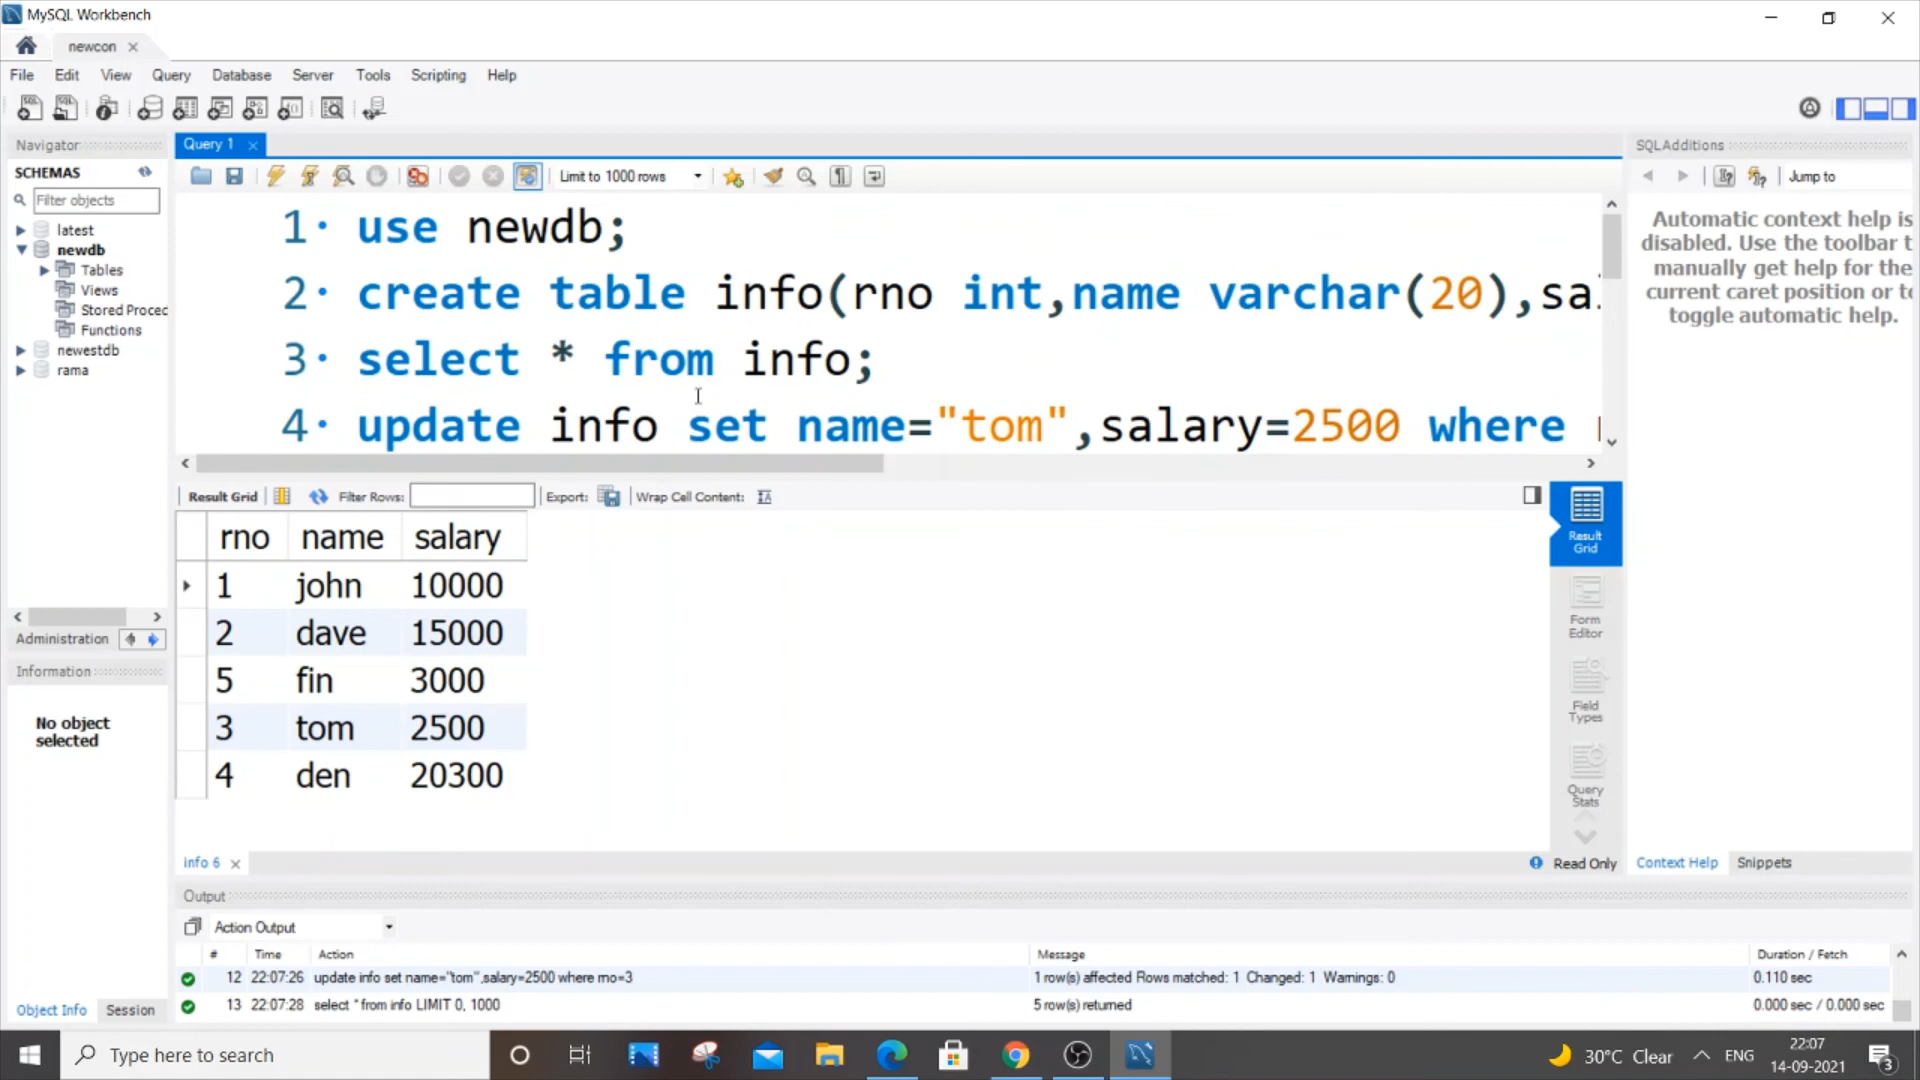 MySQL Workbench
newcon
File Edit View Query Database Server Tools Scripting Help
Navigator
SCHEMAS
Filter objects
latest
newdb
Tables
Views
Stored Proced
Functions
newestdb
rama
Administration
Information
No object
selected
Object Info Session
Query 1
Limit to 1000 rows
1 use newdb;
2 create table info(rno int,name varchar(20),sa
3 select * from info;
4 update info set name="tom",salary=2500 where
Result Grid Filter Rows: Export: Wrap Cell Content:
rno name salary
1 john 10000
2 dave 15000
5 fin 3000
3 tom 2500
4 den 20300
Result
Grid
Form
Editor
Field
Types
Query
Stats
info 6
Read Only
SQLAdditions
Jump to
Automatic context help is
disabled. Use the toolbar t
manually get help for the
current caret position or to
toggle automatic help.
Context Help Snippets
Output
Action Output
# Time Action Message Duration / Fetch
12 22:07:26 update info set name="tom",salary=2500 where rno=3 1 row(s) affected Rows matched: 1 Changed: 1 Warnings: 0 0.110 sec
13 22:07:28 select * from info LIMIT 0, 1000 5 row(s) returned 0.000 sec / 0.000 sec
Type here to search
30°C Clear
ENG
22:07
14-09-2021
3